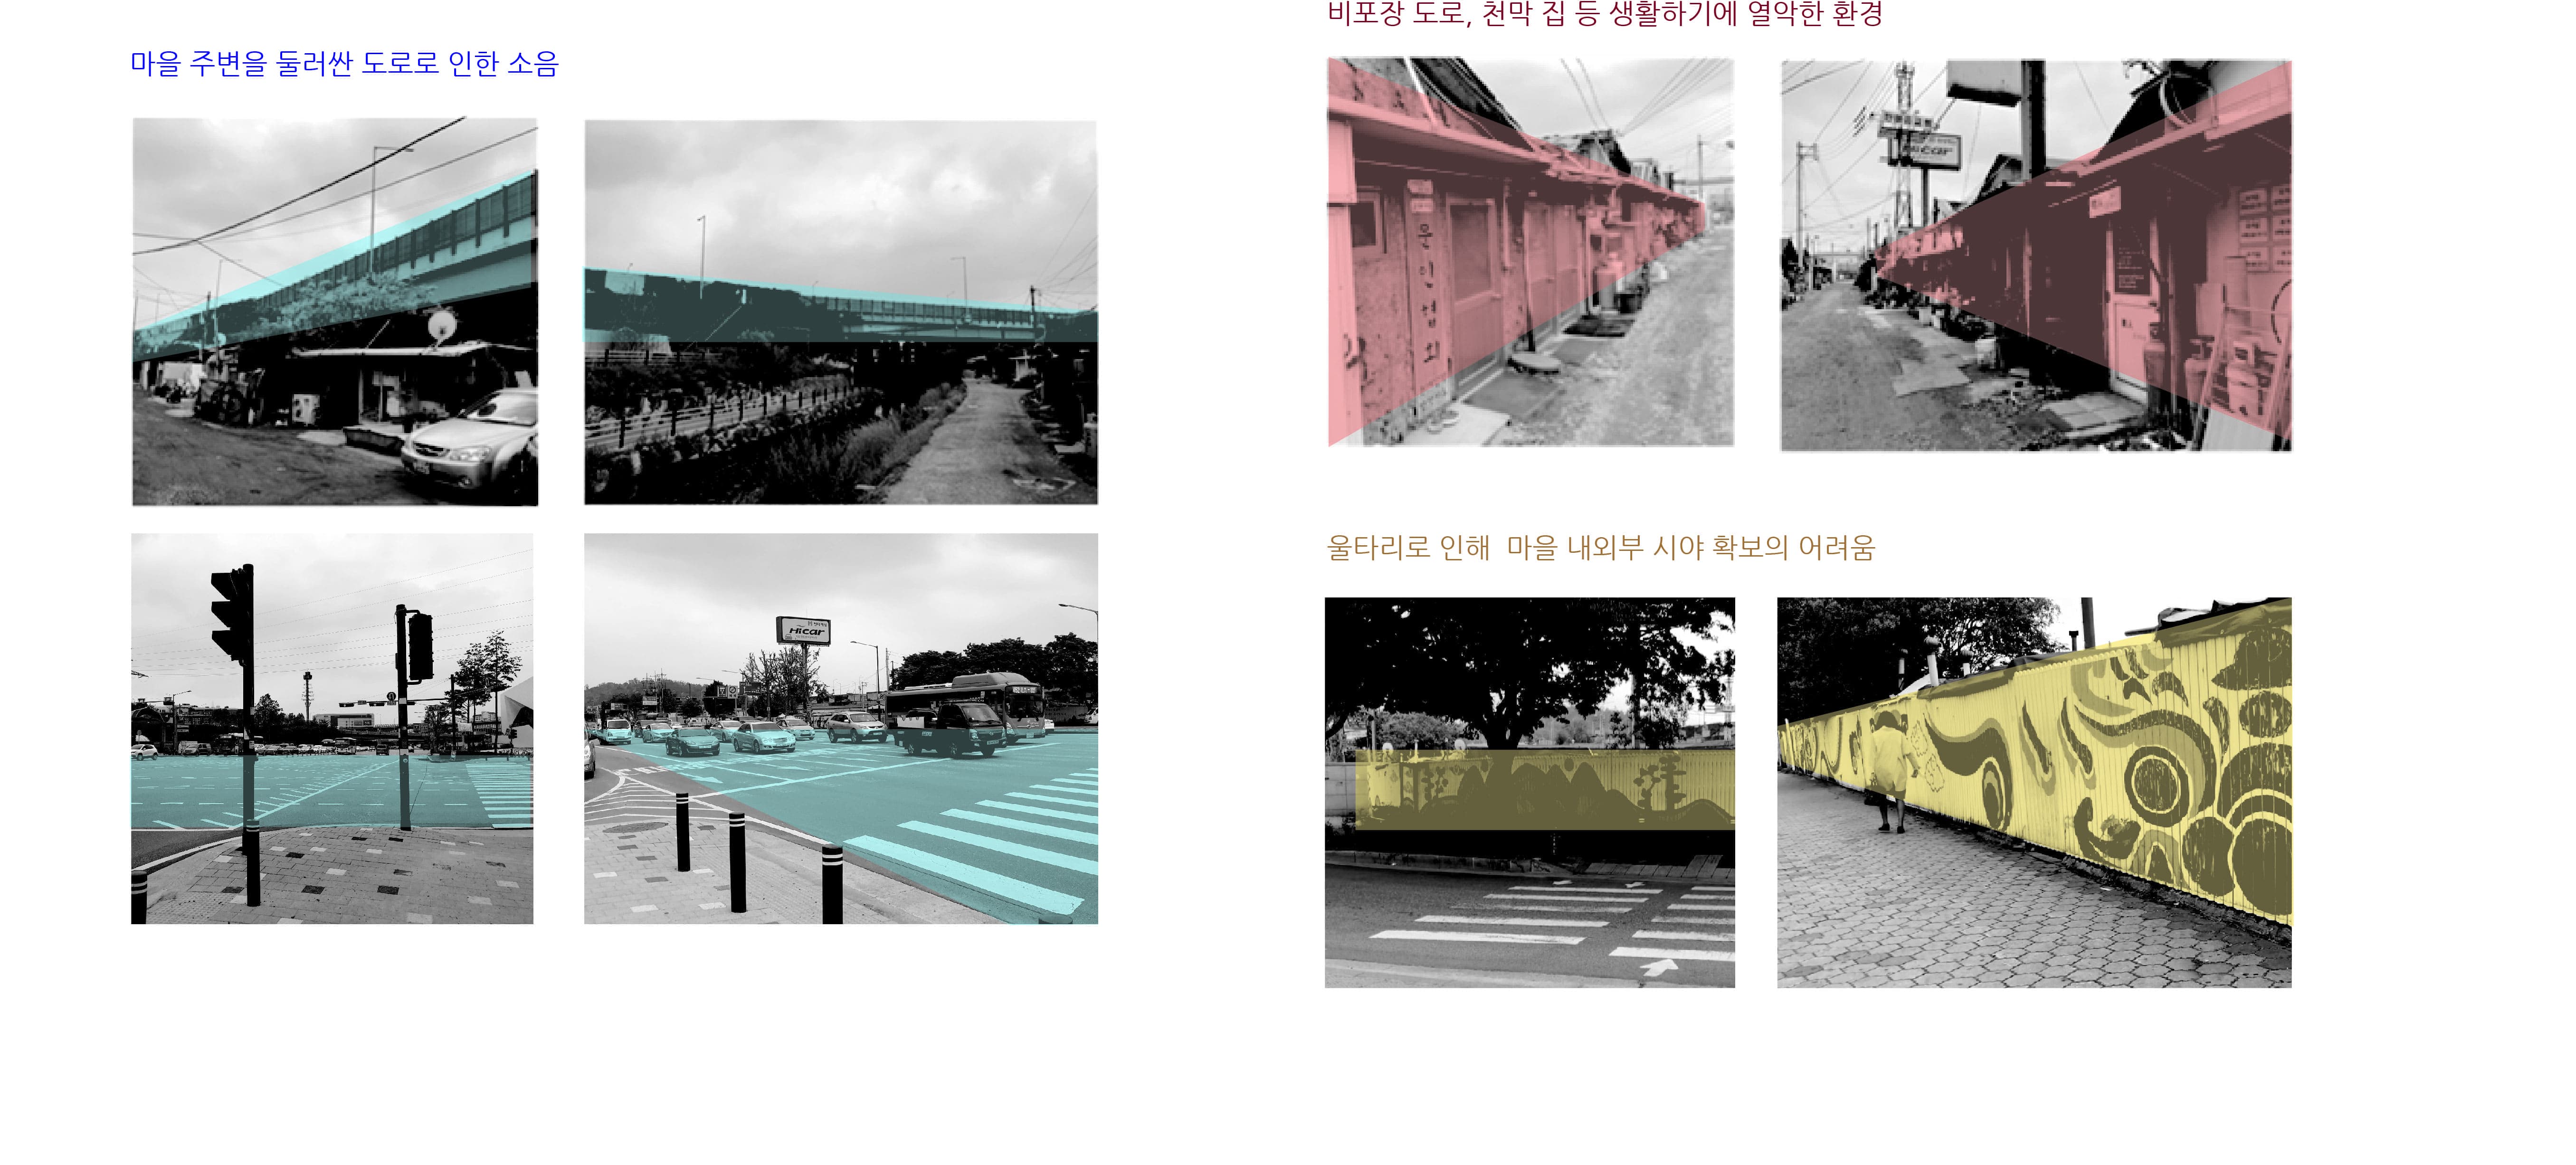 마을 주변을 둘러싼 도로로 인한 소음
비포장 도로, 천막 집 등 생활하기에 열악한 환경
Hicar
울타리로 인해 마을 내외부 시야 확보의 어려움
Hicar